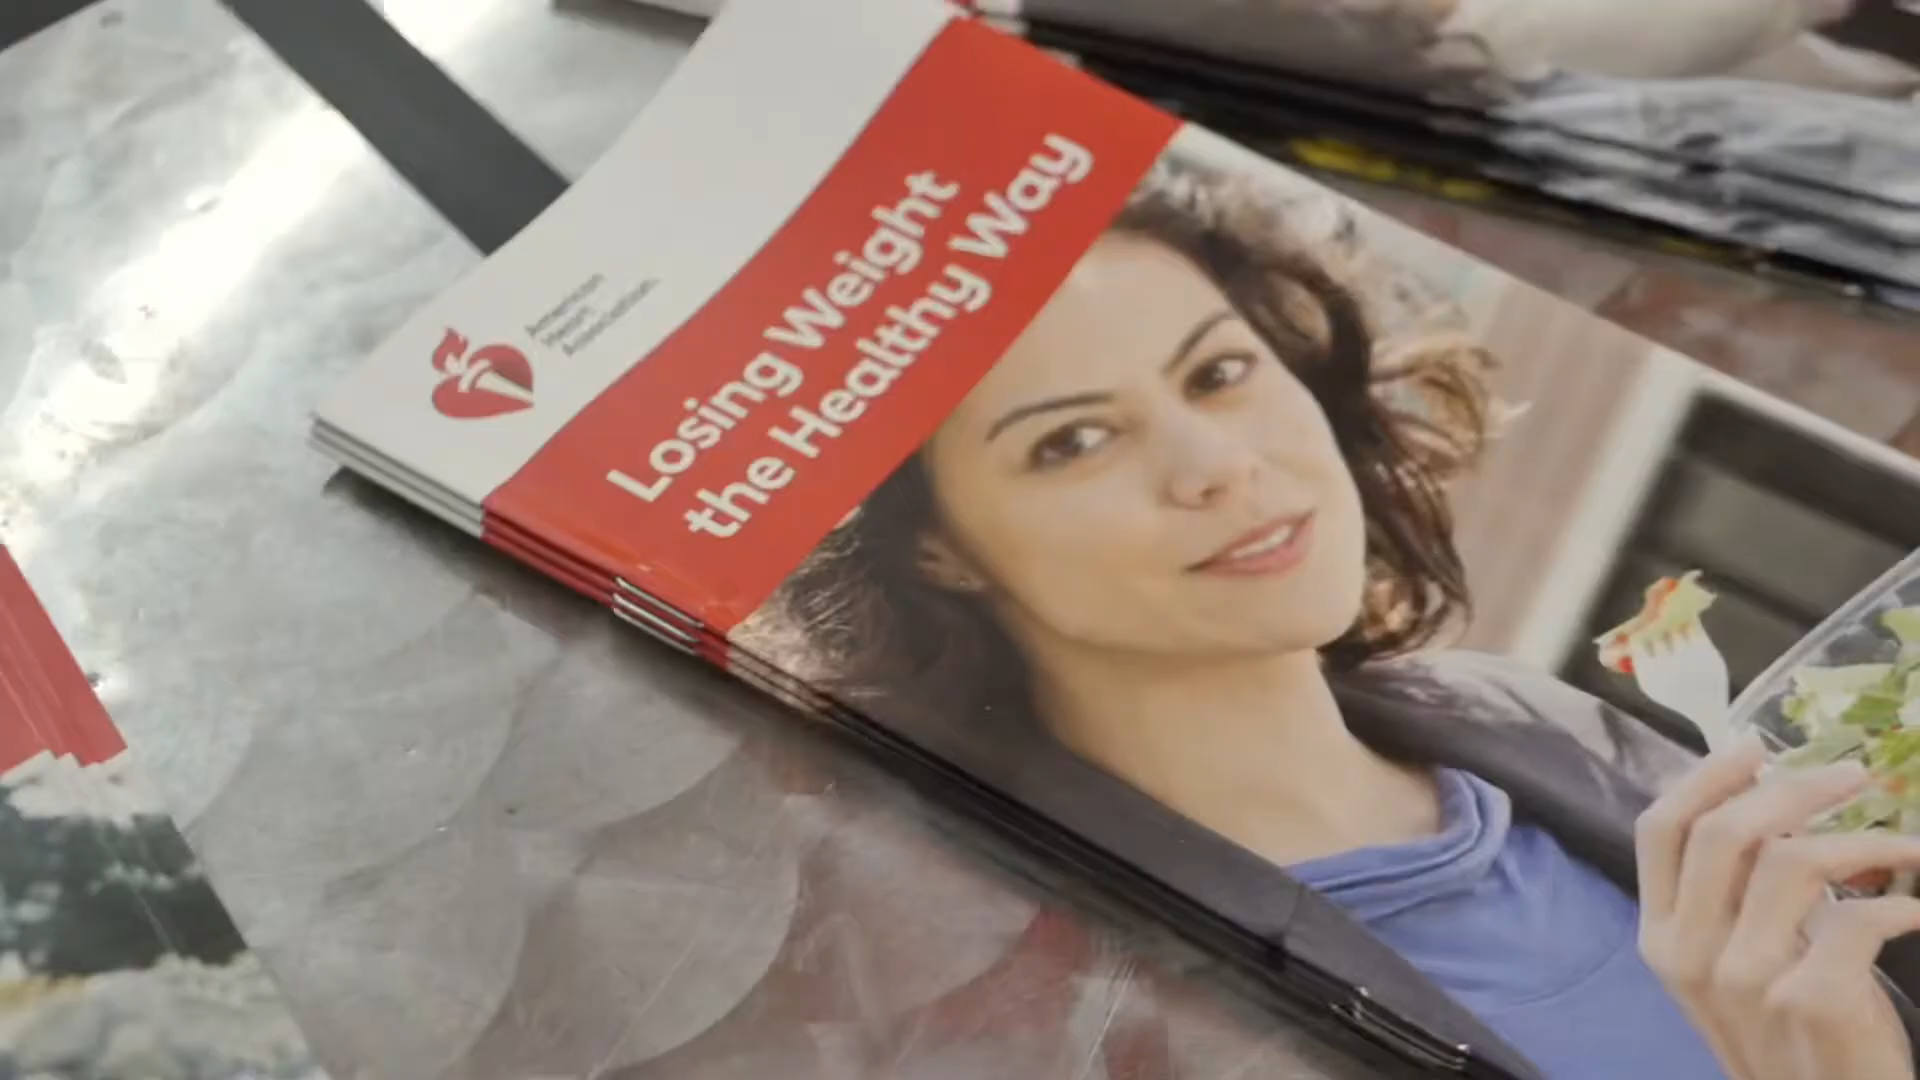 American
Heart
Association.
Losing Weight
the Healthy Way